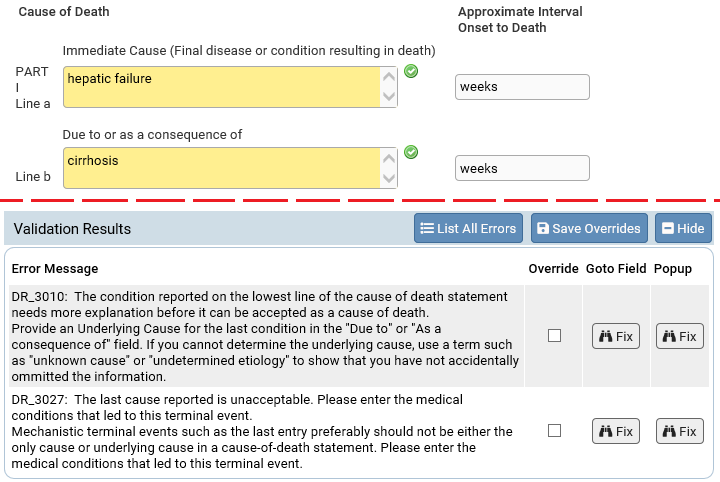 Cause of Death
Approximate Interval
Onset to Death
Immediate Cause (Final disease or condition resulting in death)
PART
I
Line a
hepatic failure
weeks
Due to or as a consequence of
Line b
cirrhosis
weeks
Validation Results
List All Errors
Save Overrides
Hide
Error Message
Override
Goto Field
Popup
DR_3010: The condition reported on the lowest line of the cause of death statement
needs more explanation before it can be accepted as a cause of death.
Provide an Underlying Cause for the last condition in the "Due to" or "As a
consequence of" field. If you cannot determine the underlying cause, use a term such
as "unknown cause" or "undetermined etiology" to show that you have not accidentally
ommitted the information.
Fix
Fix
DR_3027: The last cause reported is unacceptable. Please enter the medical
conditions that led to this terminal event.
Mechanistic terminal events such as the last entry preferably should not be either the
only cause or underlying cause in a cause-of-death statement. Please enter the
medical conditions that led to this terminal event.
Fix
Fix